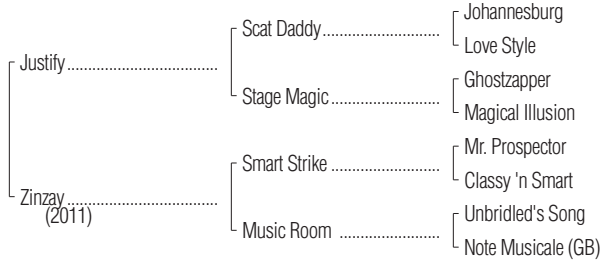 Johannesburg
Scat Daddy..............................
Love Style
Justify.......................................
Ghostzapper
Stage Magic............................
Magical Illusion
Mr. Prospector
Smart Strike ............................
Classy 'n Smart
Zinzay.......................................
(2011)
Unbridled's Song
Music Room ..........................
Note Musicale (GB)